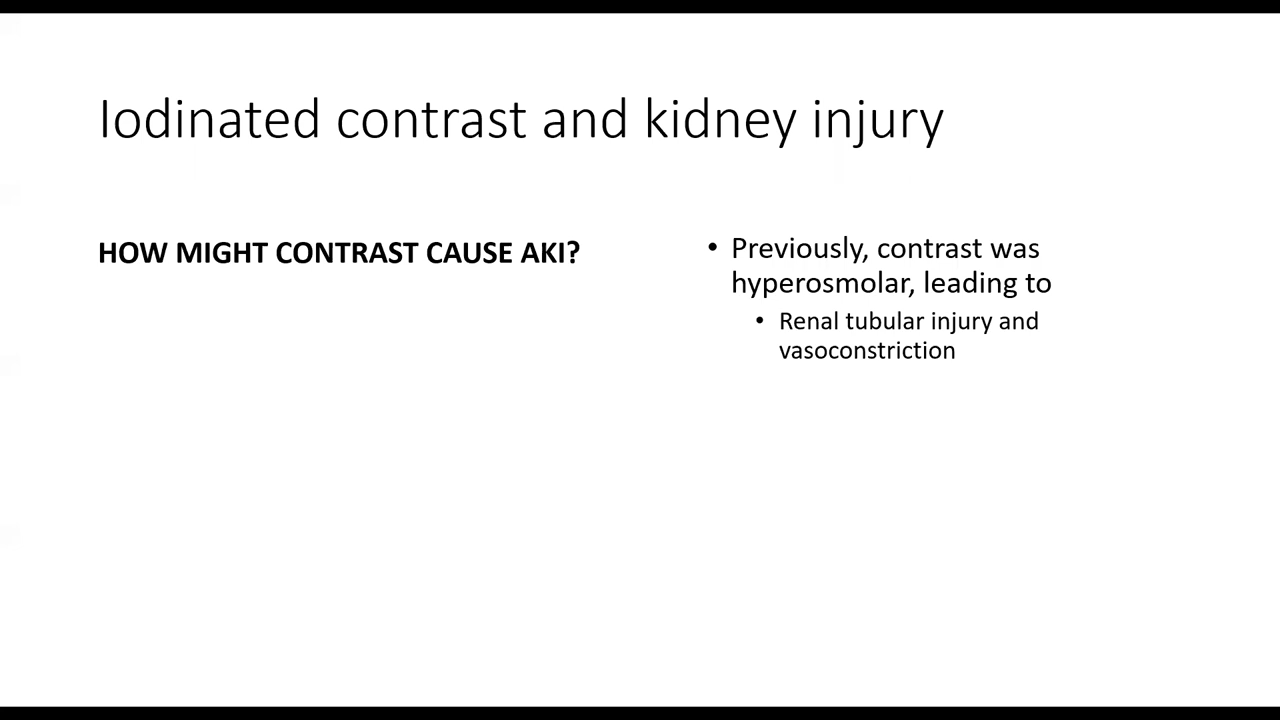 Iodinated contrast and kidney injury
HOW MIGHT CONTRAST CAUSE AKI?
• Previously, contrast was
hyperosmolar, leading to
• Renal tubular injury and
vasoconstriction